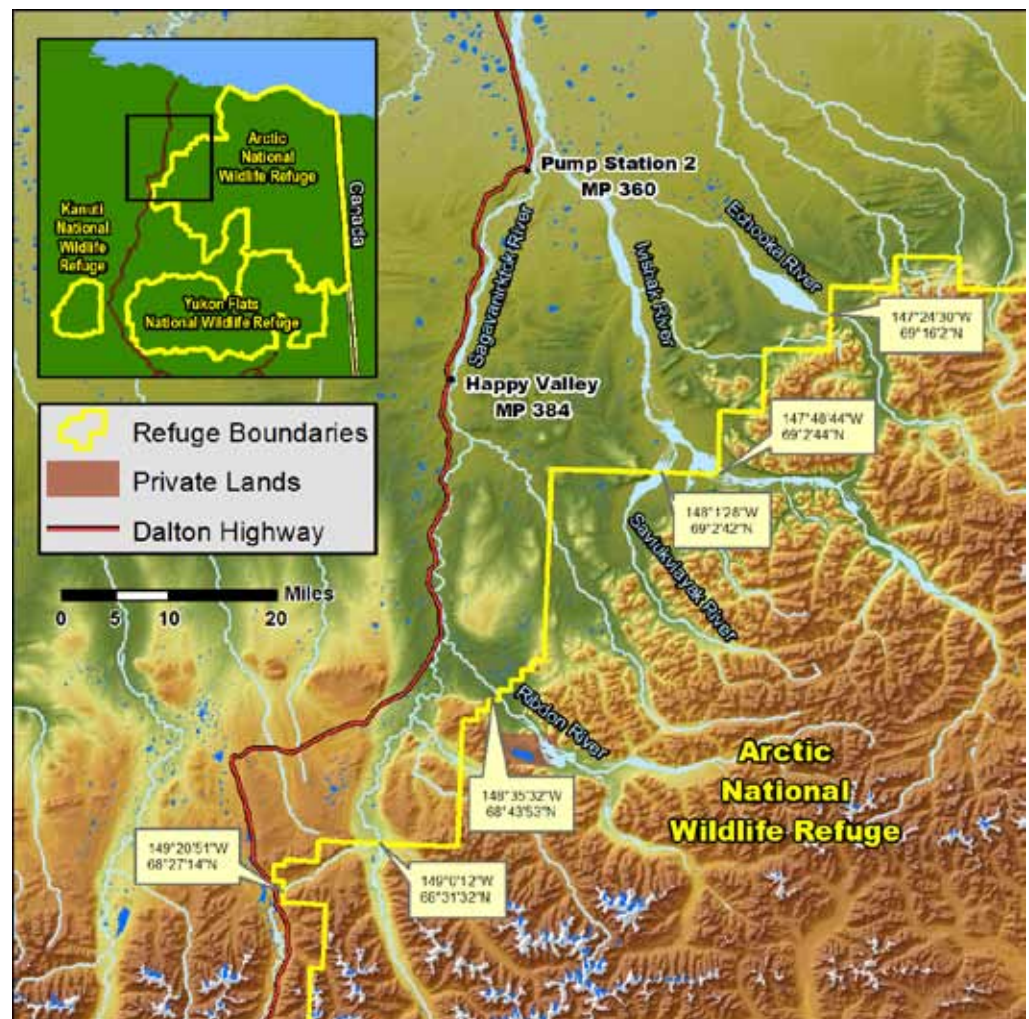 Arctic
National
Wildlife Refuge
Canada
Kanuti
National
Wildlife
Refuge
Yukon Flats
National Wildlife Refuge
Refuge Boundaries
Private Lands
Dalton Highway
Miles
0 5 10 20
Pump Station 2
MP 360
Sagavanirktok River
Ivishak River
Echooka River
147°24'30"W
69°16'2"N
Happy Valley
MP 384
147°48'44"W
69°2'44"N
148°1'28"W
69°2'42"N
Saviukviayak River
Ribdon River
Arctic
National
Wildlife Refuge
148°35'32"W
68°43'53"N
149°20'51"W
68°27'14"N
149°0'12"W
68°31'32"N